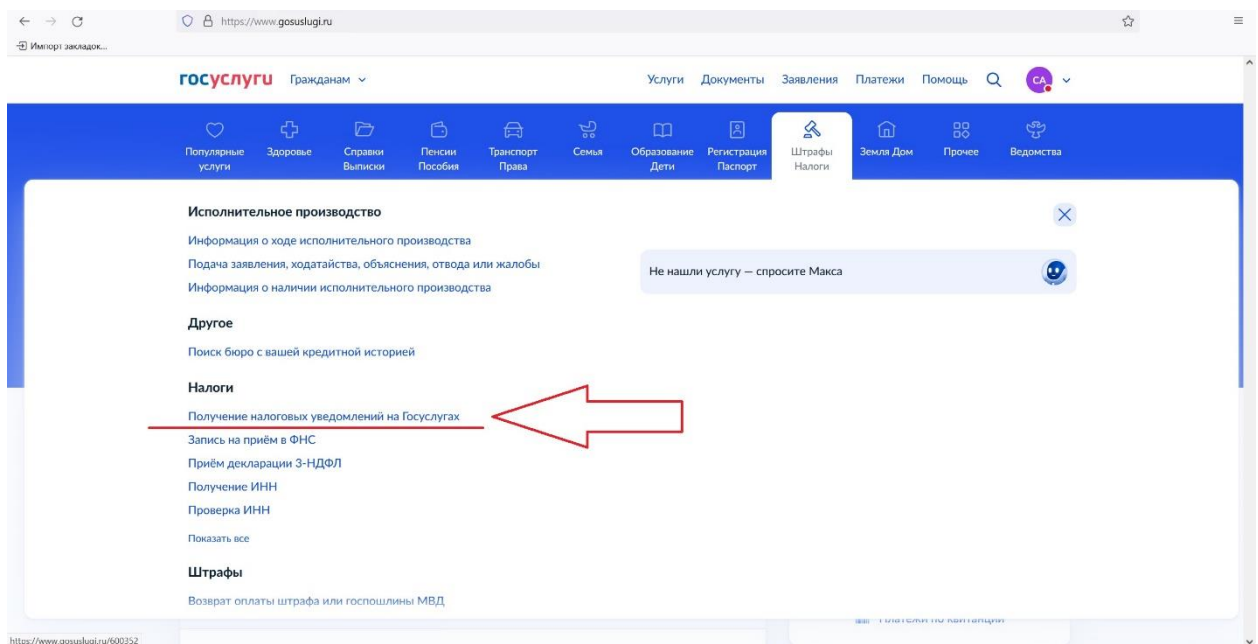 https://www.gosuslugi.ru
Импорт закладок...
госуслуги Гражданам Услуги Документы Заявления Платежи Помощь СА
Популярные услуги
Здоровье
Справки Выписки
Пенсии Пособия
Транспорт Права
Семья
Образование Дети
Регистрация Паспорт
Штрафы Налоги
Земля Дом
Прочее
Ведомства
Исполнительное производство
Информация о ходе исполнительного производства
Подача заявления, ходатайства, объяснения, отвода или жалобы
Информация о наличии исполнительного производства
Не нашли услугу — спросите Макса
Другое
Поиск бюро с вашей кредитной историей
Налоги
Получение налоговых уведомлений на Госуслугах
Запись на приём в ФНС
Приём декларации 3-НДФЛ
Получение ИНН
Проверка ИНН
Показать все
Штрафы
Возврат оплаты штрафа или госпошлины МВД
Платежи по квитанции
https://www.gosuslugi.ru/600352